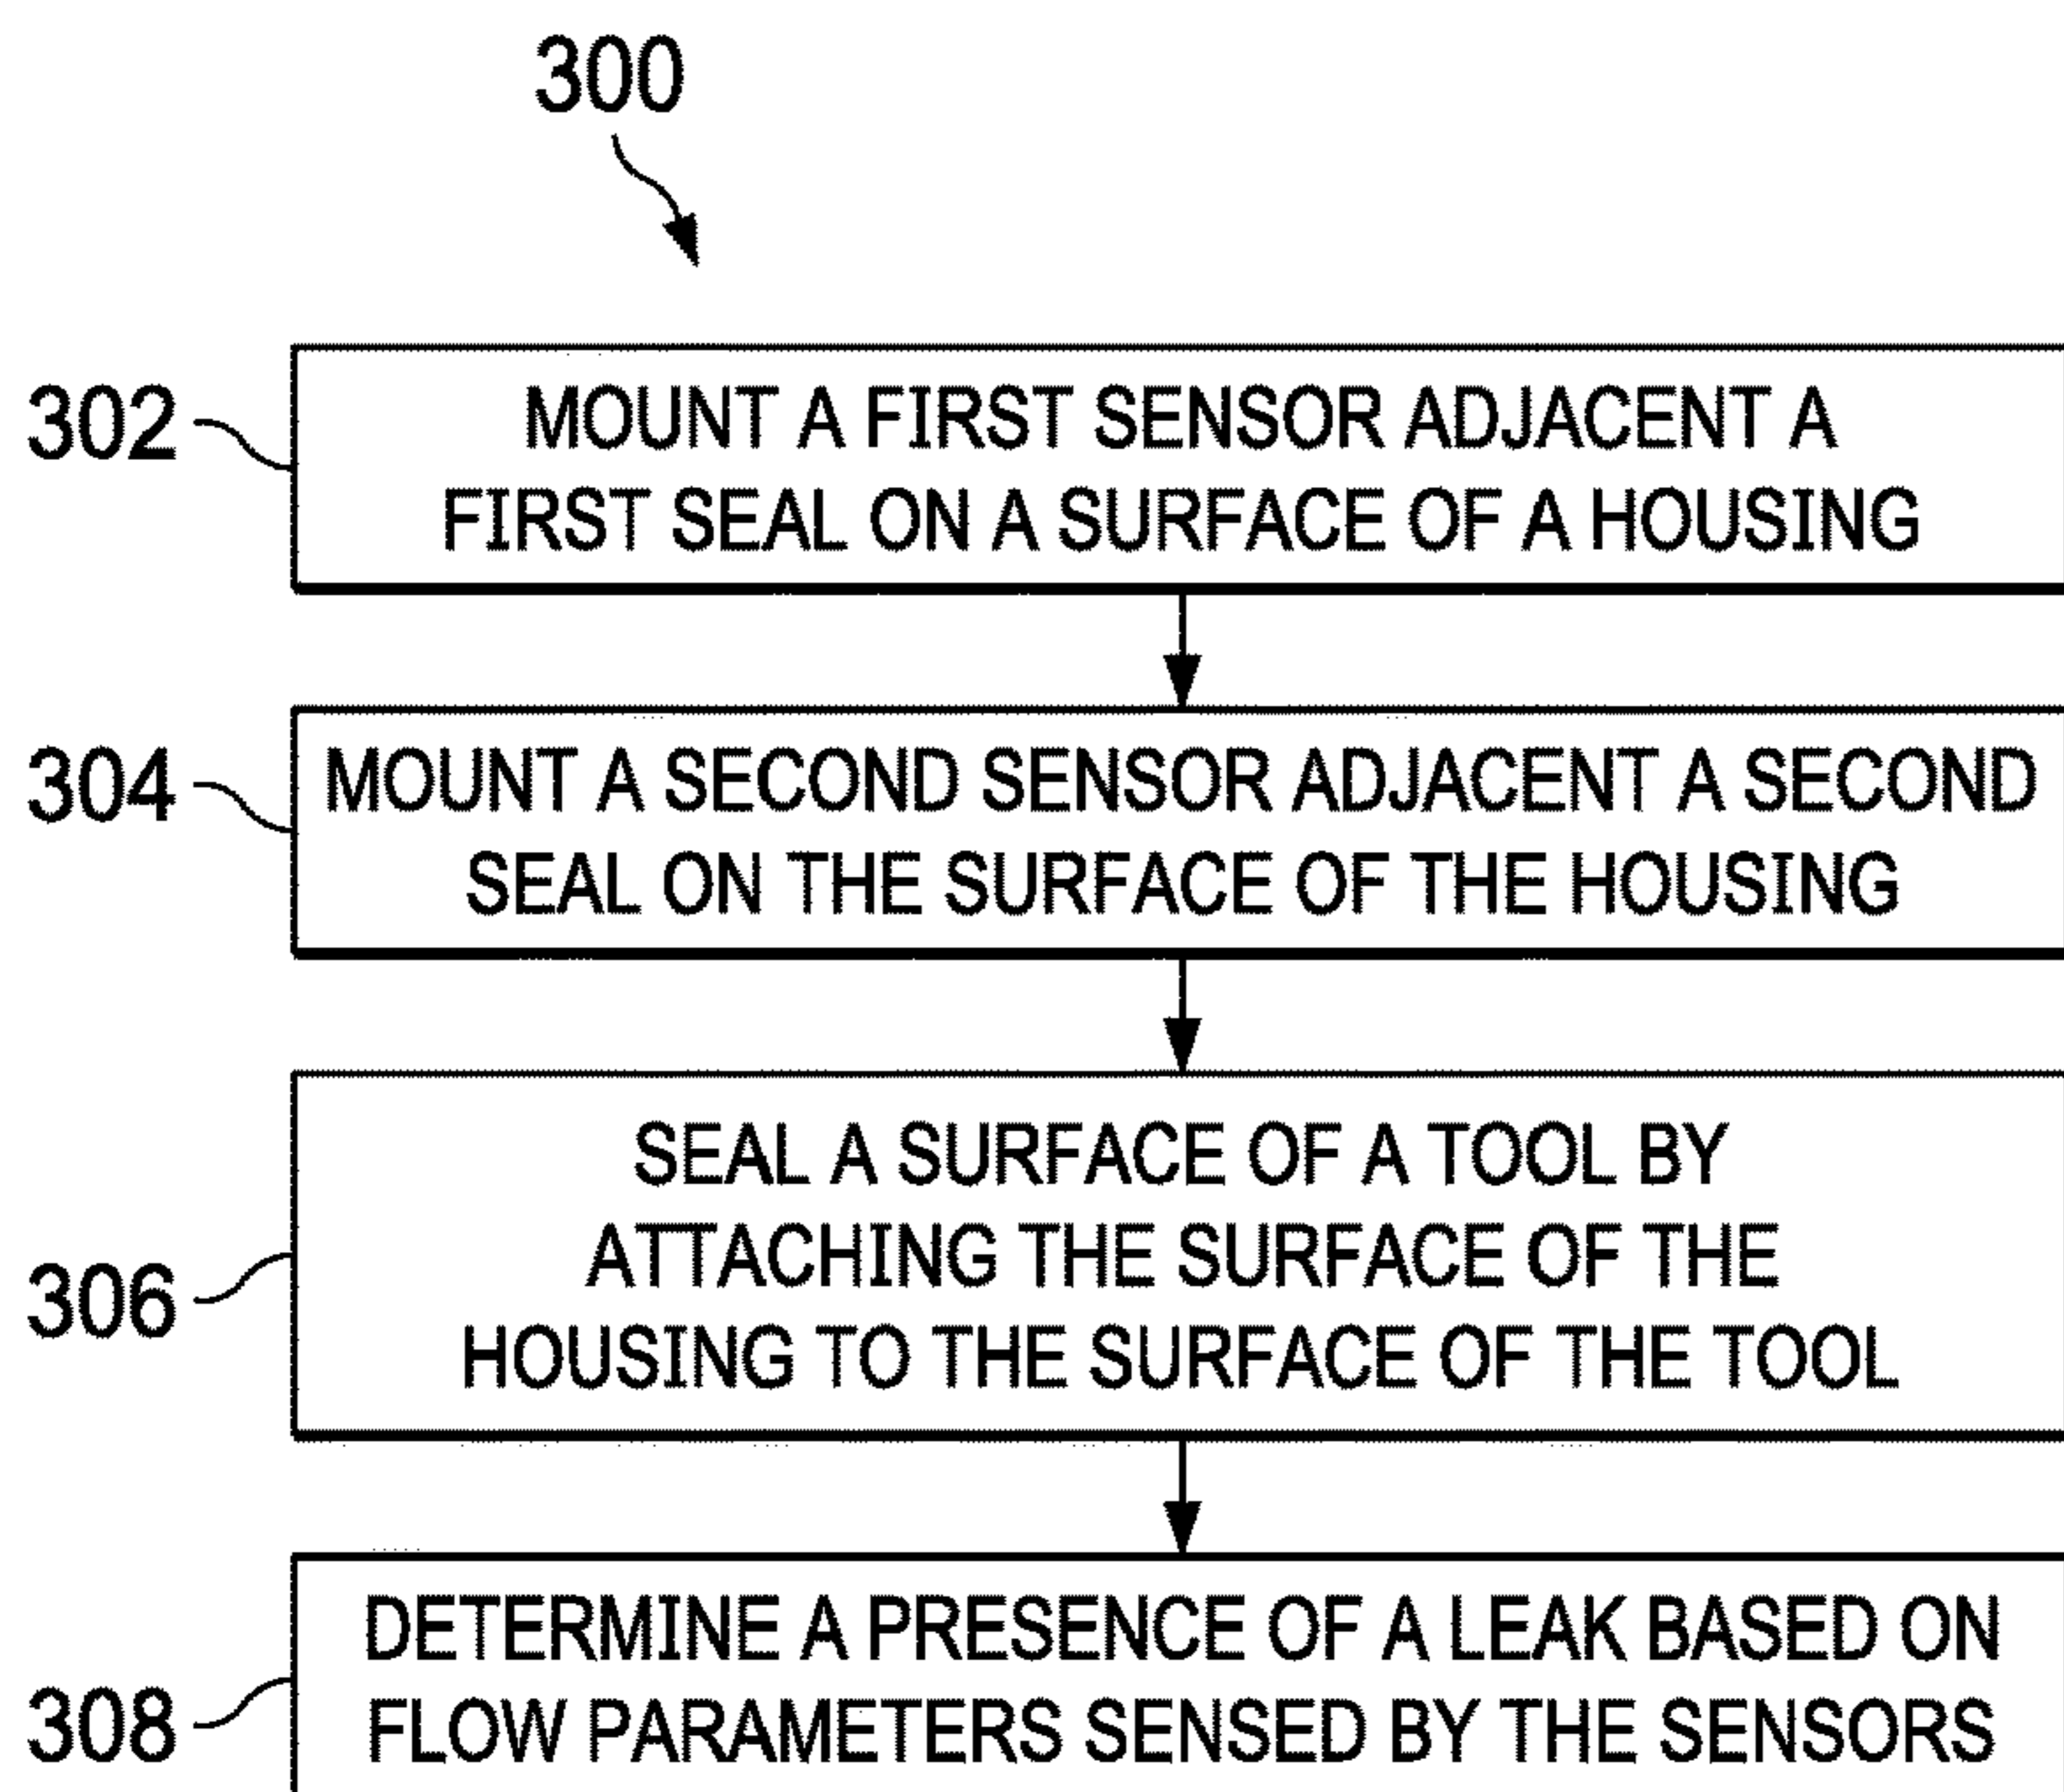 300
302
MOUNT A FIRST SENSOR ADJACENT A
FIRST SEAL ON A SURFACE OF A HOUSING
304
MOUNT A SECOND SENSOR ADJACENT A SECOND
SEAL ON THE SURFACE OF THE HOUSING
306
SEAL A SURFACE OF A TOOL BY
ATTACHING THE SURFACE OF THE
HOUSING TO THE SURFACE OF THE TOOL
308
DETERMINE A PRESENCE OF A LEAK BASED ON
FLOW PARAMETERS SENSED BY THE SENSORS